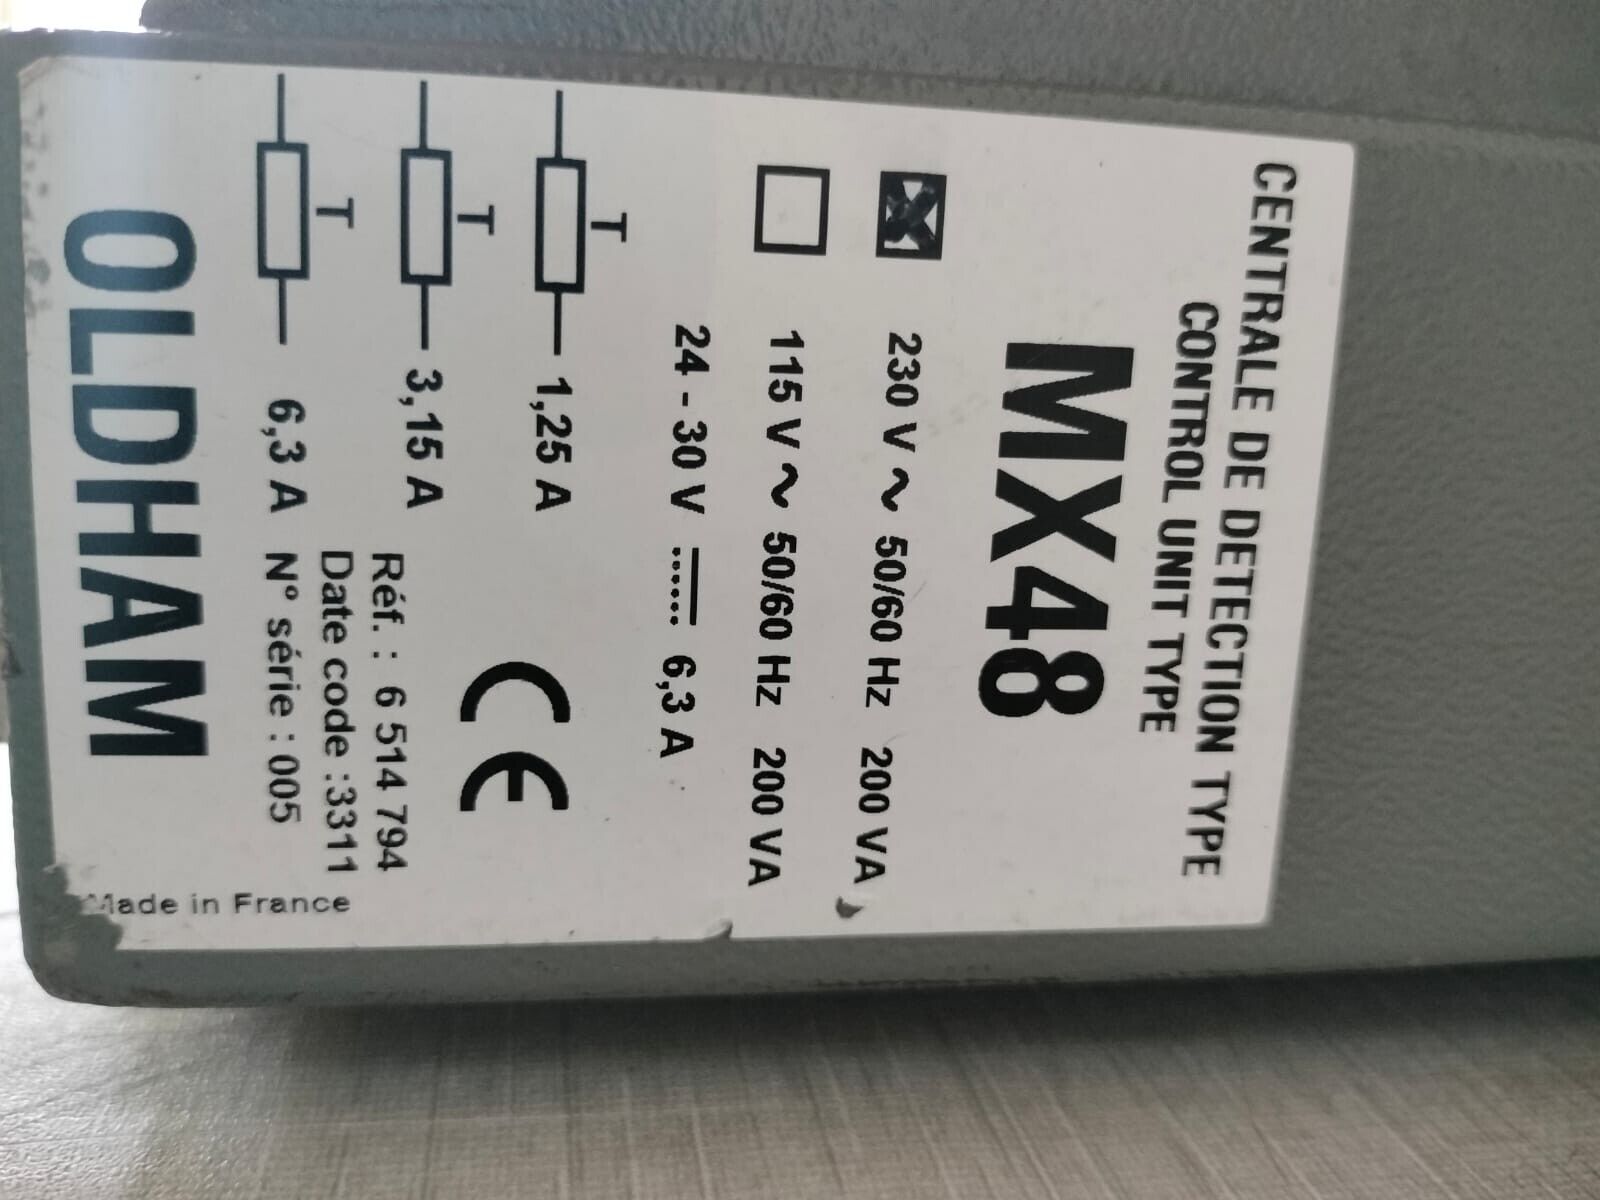 CENTRALE DE DETECTION TYPE
CONTROL UNIT TYPE
MX48
230 V ~ 50/60 Hz 200 VA
115 V ~ 50/60 Hz 200 VA
24 - 30 V ⎓ 6,3 A
T 1,25 A
T 3,15 A
T 6,3 A
CE
Réf. : 6 514 794
Date code :3311
N° série : 005
OLDHAM
Made in France